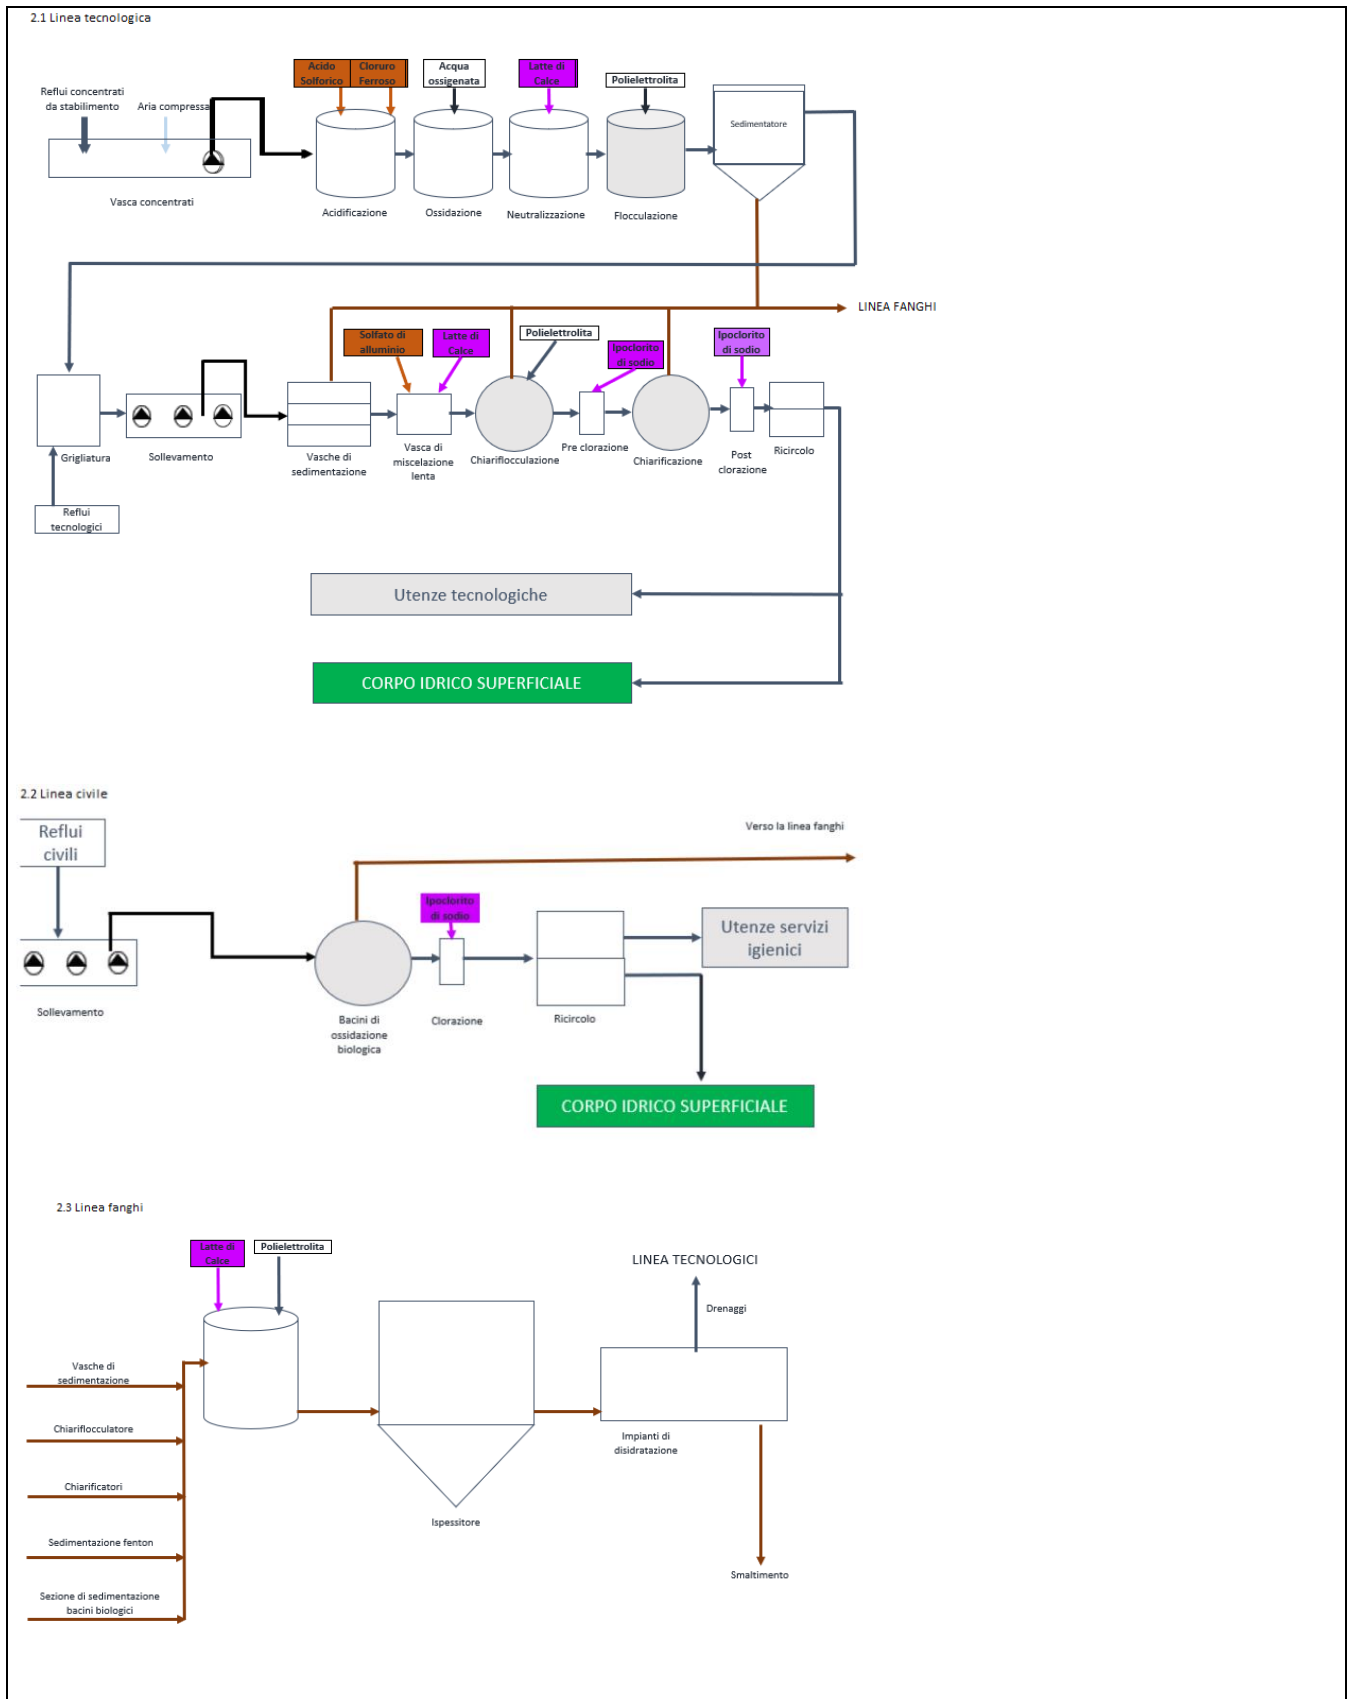 2.1 Linea tecnologica
Acido
Solforico
Cloruro
Ferroso
Acqua
ossigenata
Latte di
Calce
Polielettrolita
Reflui concentrati
da stabilimento
Aria compressa
Sedimentatore
Vasca concentrati
Acidificazione
Ossidazione
Neutralizzazione
Flocculazione
LINEA FANGHI
Solfato di
alluminio
Latte di
Calce
Polielettrolita
Ipoclorito
di sodio
Ipoclorito
di sodio
Grigliatura
Sollevamento
Vasche di
sedimentazione
Vasca di
miscelazione
lenta
Chiariflocculazione
Pre clorazione
Chiarificazione
Post
clorazione
Ricircolo
Reflui
tecnologici
Utenze tecnologiche
CORPO IDRICO SUPERFICIALE
2.2 Linea civile
Reflui
civili
Verso la linea fanghi
Ipoclorito
di sodio
Utenze servizi
igienici
Sollevamento
Bacini di
ossidazione
biologica
Clorazione
Ricircolo
CORPO IDRICO SUPERFICIALE
2.3 Linea fanghi
Latte di
Calce
Polielettrolita
LINEA TECNOLOGICI
Drenaggi
Vasche di
sedimentazione
Chiariflocculatore
Chiarificatori
Sedimentazione fenton
Sezione di sedimentazione
bacini biologici
Ispessitore
Impianti di
disidratazione
Smaltimento